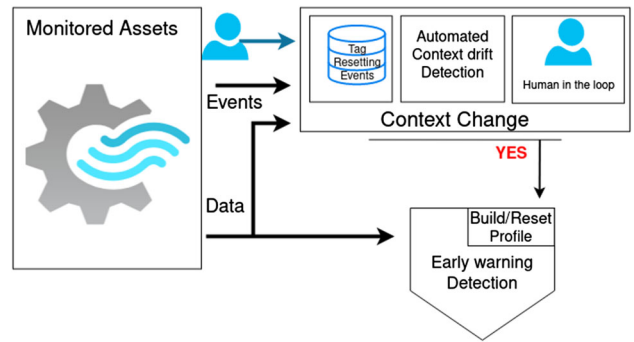 Monitored Assets
Events
Data
Tag
Resetting
Events
Automated
Context drift
Detection
Human in the loop
Context Change
YES
Build/Reset
Profile
Early warning
Detection